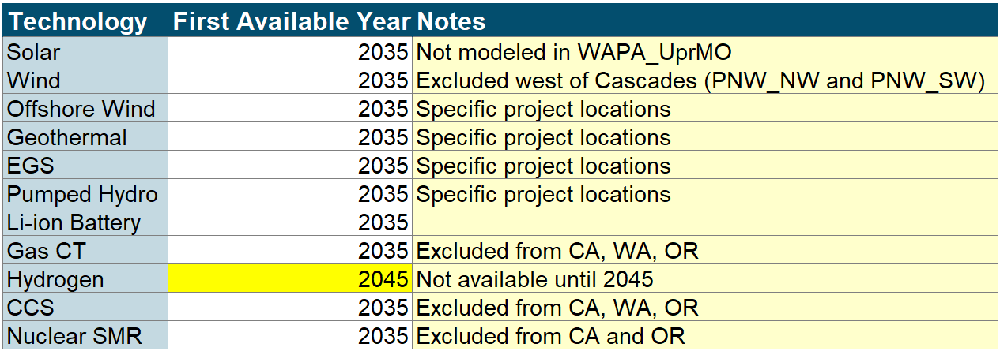 Technology First Available Year Notes
Solar 2035 Not modeled in WAPA_UprMO
Wind 2035 Excluded west of Cascades (PNW_NW and PNW_SW)
Offshore Wind 2035 Specific project locations
Geothermal 2035 Specific project locations
EGS 2035 Specific project locations
Pumped Hydro 2035 Specific project locations
Li-ion Battery 2035
Gas CT 2035 Excluded from CA, WA, OR
Hydrogen 2045 Not available until 2045
CCS 2035 Excluded from CA, WA, OR
Nuclear SMR 2035 Excluded from CA and OR